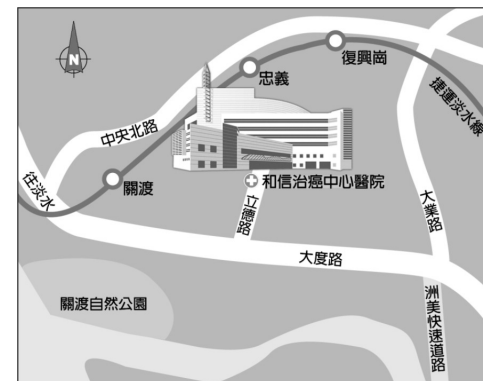 N
復興崗
忠義
捷運淡水線
中央北路
往淡水
關渡
和信治癌中心醫院
立德路
大業路
大度路
關渡自然公園
洲美快速道路